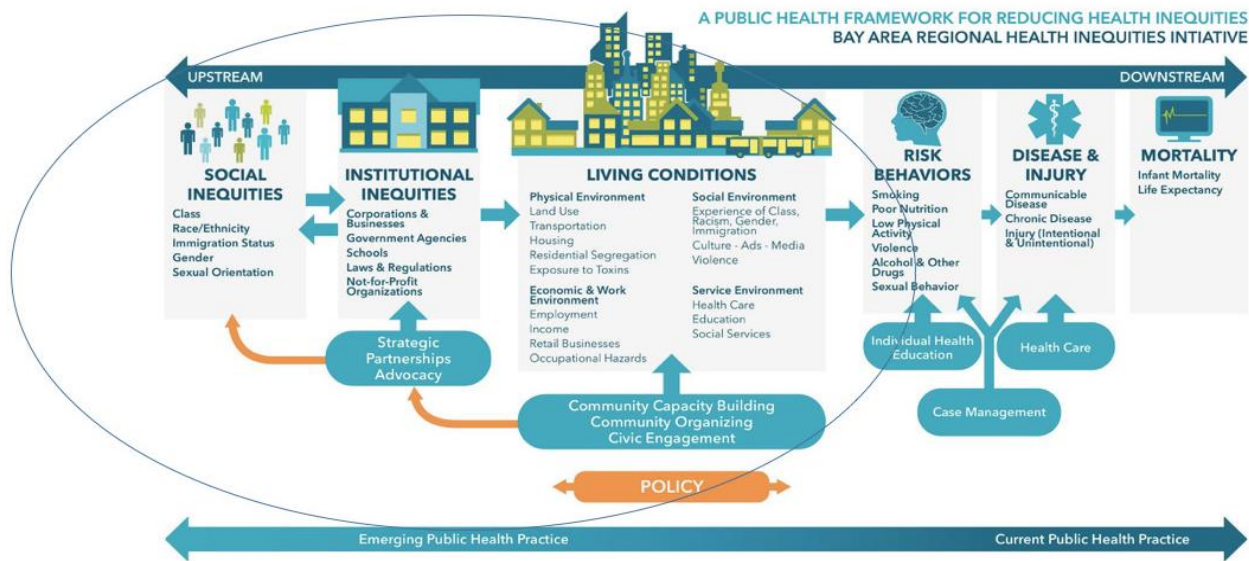 A PUBLIC HEALTH FRAMEWORK FOR REDUCING HEALTH INEQUITIES
BAY AREA REGIONAL HEALTH INEQUITIES INTIATIVE
UPSTREAM
DOWNSTREAM
SOCIAL
INEQUITIES
Class
Race/Ethnicity
Immigration Status
Gender
Sexual Orientation
INSTITUTIONAL
INEQUITIES
Corporations &
Businesses
Government Agencies
Schools
Laws & Regulations
Not-for-Profit
Organizations
LIVING CONDITIONS
Physical Environment
Land Use
Transportation
Housing
Residential Segregation
Exposure to Toxins
Economic & Work
Environment
Employment
Income
Retail Businesses
Occupational Hazards
Social Environment
Experience of Class,
Racism, Gender,
Immigration
Culture - Ads - Media
Violence
Service Environment
Health Care
Education
Social Services
RISK
BEHAVIORS
Smoking
Poor Nutrition
Low Physical
Activity
Violence
Alcohol & Other
Drugs
Sexual Behavior
DISEASE &
INJURY
Communicable
Disease
Chronic Disease
Injury (Intentional
& Unintentional)
MORTALITY
Infant Mortality
Life Expectancy
Strategic
Partnerships
Advocacy
Community Capacity Building
Community Organizing
Civic Engagement
Individual Health
Education
Health Care
Case Management
POLICY
Emerging Public Health Practice
Current Public Health Practice